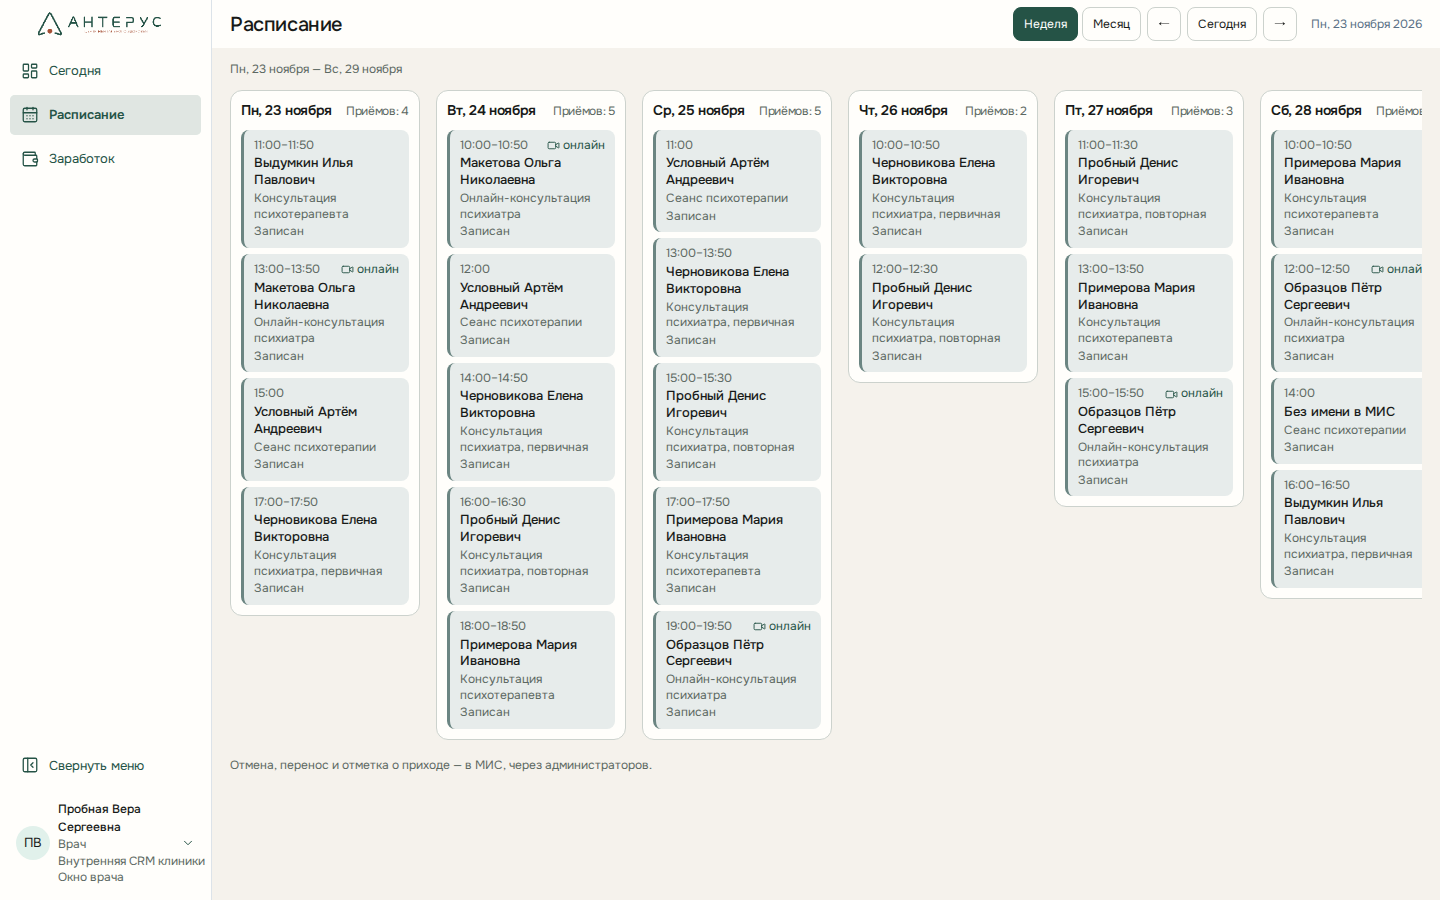 АНТЕРУС
Сегодня
Расписание
Заработок
Свернуть меню
ПВ
Пробная Вера
Сергеевна
Врач
Внутренняя CRM клиники
Окно врача
Расписание
Неделя
Месяц
←
Сегодня
→
Пн, 23 ноября 2026
Пн, 23 ноября — Вс, 29 ноября
Пн, 23 ноября Приёмов: 4
11:00–11:50
Выдумкин Илья
Павлович
Консультация
психотерапевта
Записан
13:00–13:50 онлайн
Макетова Ольга
Николаевна
Онлайн-консультация
психиатра
Записан
15:00
Условный Артём
Андреевич
Сеанс психотерапии
Записан
17:00–17:50
Черновикова Елена
Викторовна
Консультация
психиатра, первичная
Записан
Вт, 24 ноября Приёмов: 5
10:00–10:50 онлайн
Макетова Ольга
Николаевна
Онлайн-консультация
психиатра
Записан
12:00
Условный Артём
Андреевич
Сеанс психотерапии
Записан
14:00–14:50
Черновикова Елена
Викторовна
Консультация
психиатра, первичная
Записан
16:00–16:30
Пробный Денис
Игоревич
Консультация
психиатра, повторная
Записан
18:00–18:50
Примерова Мария
Ивановна
Консультация
психотерапевта
Записан
Ср, 25 ноября Приёмов: 5
11:00
Условный Артём
Андреевич
Сеанс психотерапии
Записан
13:00–13:50
Черновикова Елена
Викторовна
Консультация
психиатра, первичная
Записан
15:00–15:30
Пробный Денис
Игоревич
Консультация
психиатра, повторная
Записан
17:00–17:50
Примерова Мария
Ивановна
Консультация
психотерапевта
Записан
19:00–19:50 онлайн
Образцов Пётр
Сергеевич
Онлайн-консультация
психиатра
Записан
Чт, 26 ноября Приёмов: 2
10:00–10:50
Черновикова Елена
Викторовна
Консультация
психиатра, первичная
Записан
12:00–12:30
Пробный Денис
Игоревич
Консультация
психиатра, повторная
Записан
Пт, 27 ноября Приёмов: 3
11:00–11:30
Пробный Денис
Игоревич
Консультация
психиатра, повторная
Записан
13:00–13:50
Примерова Мария
Ивановна
Консультация
психотерапевта
Записан
15:00–15:50 онлайн
Образцов Пётр
Сергеевич
Онлайн-консультация
психиатра
Записан
Сб, 28 ноября Приёмов
10:00–10:50
Примерова Мария
Ивановна
Консультация
психотерапевта
Записан
12:00–12:50 онлай
Образцов Пётр
Сергеевич
Онлайн-консультация
психиатра
Записан
14:00
Без имени в МИС
Сеанс психотерапии
Записан
16:00–16:50
Выдумкин Илья
Павлович
Консультация
психиатра, первичная
Записан
Отмена, перенос и отметка о приходе — в МИС, через администраторов.